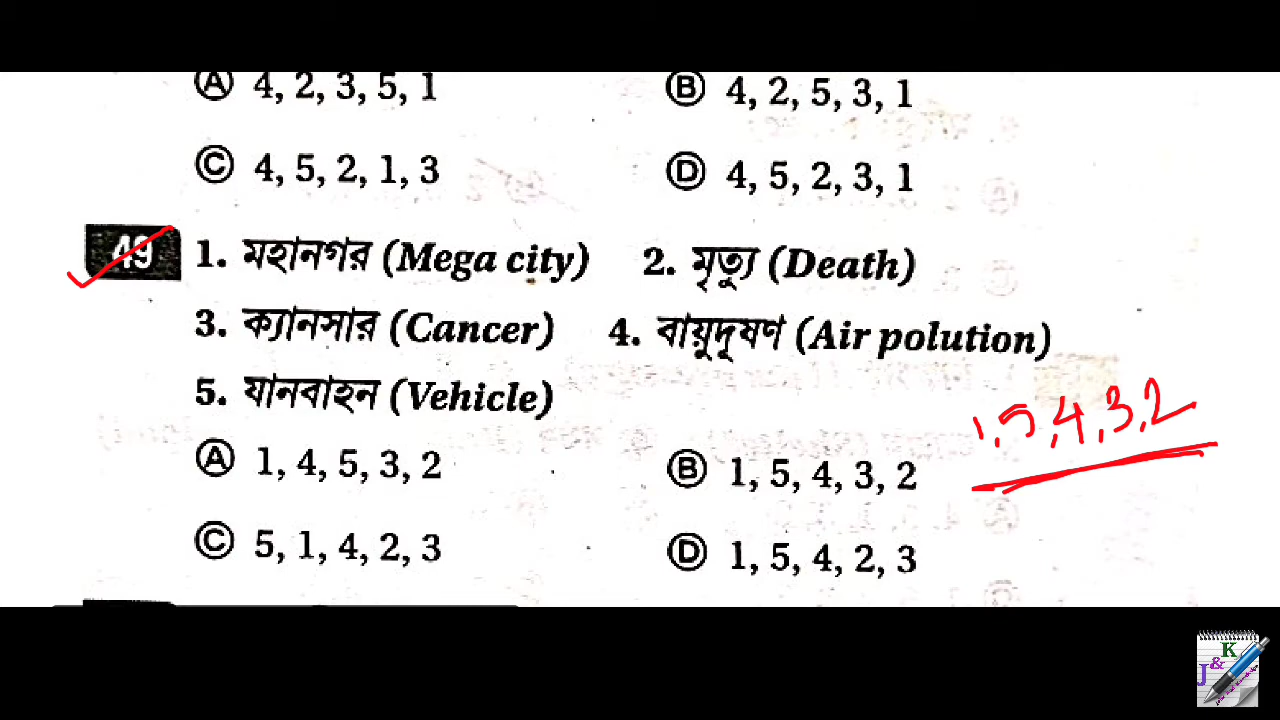 Ⓐ 4, 2, 3, 5, 1 Ⓑ 4, 2, 5, 3, 1
Ⓒ 4, 5, 2, 1, 3 Ⓓ 4, 5, 2, 3, 1
49 1. মহানগর (Mega city) 2. মৃত্যু (Death)
3. ক্যানসার (Cancer) 4. বায়ুদূষণ (Air polution)
5. যানবাহন (Vehicle)
1, 5, 4, 3, 2
Ⓐ 1, 4, 5, 3, 2 Ⓑ 1, 5, 4, 3, 2
Ⓒ 5, 1, 4, 2, 3 Ⓓ 1, 5, 4, 2, 3
J & K